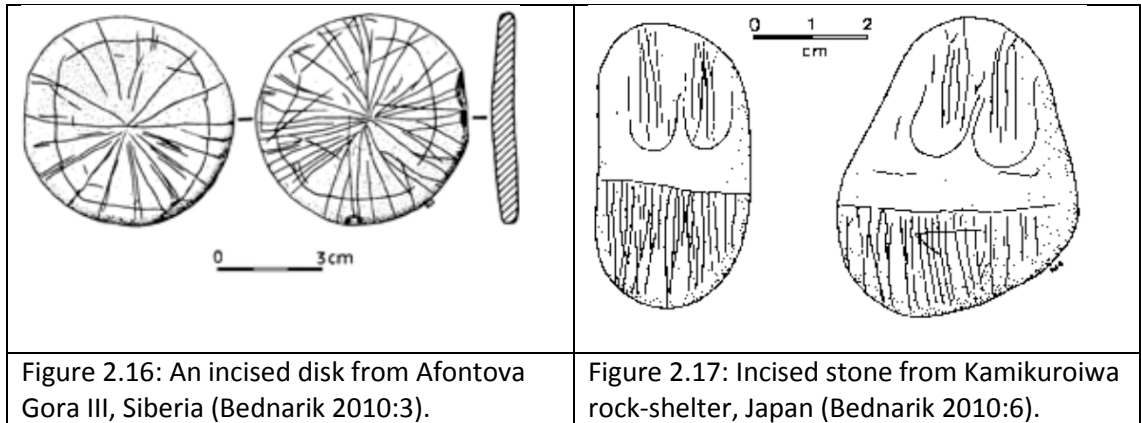 0 3cm
0 1 2
cm
Figure 2.16: An incised disk from Afontova
Gora III, Siberia (Bednarik 2010:3).
Figure 2.17: Incised stone from Kamikuroiwa
rock-shelter, Japan (Bednarik 2010:6).